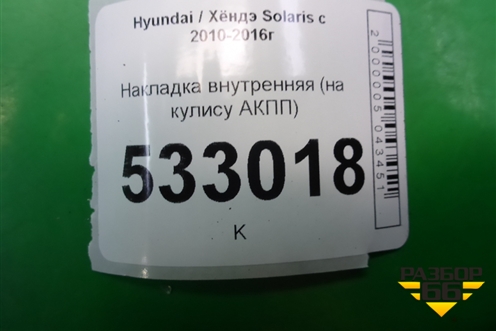 Hyundai / Хёндэ Solaris с
2010-2016г
Накладка внутренняя (на
кулису АКПП)
533018
К
2000005043451
РАЗБОР
66